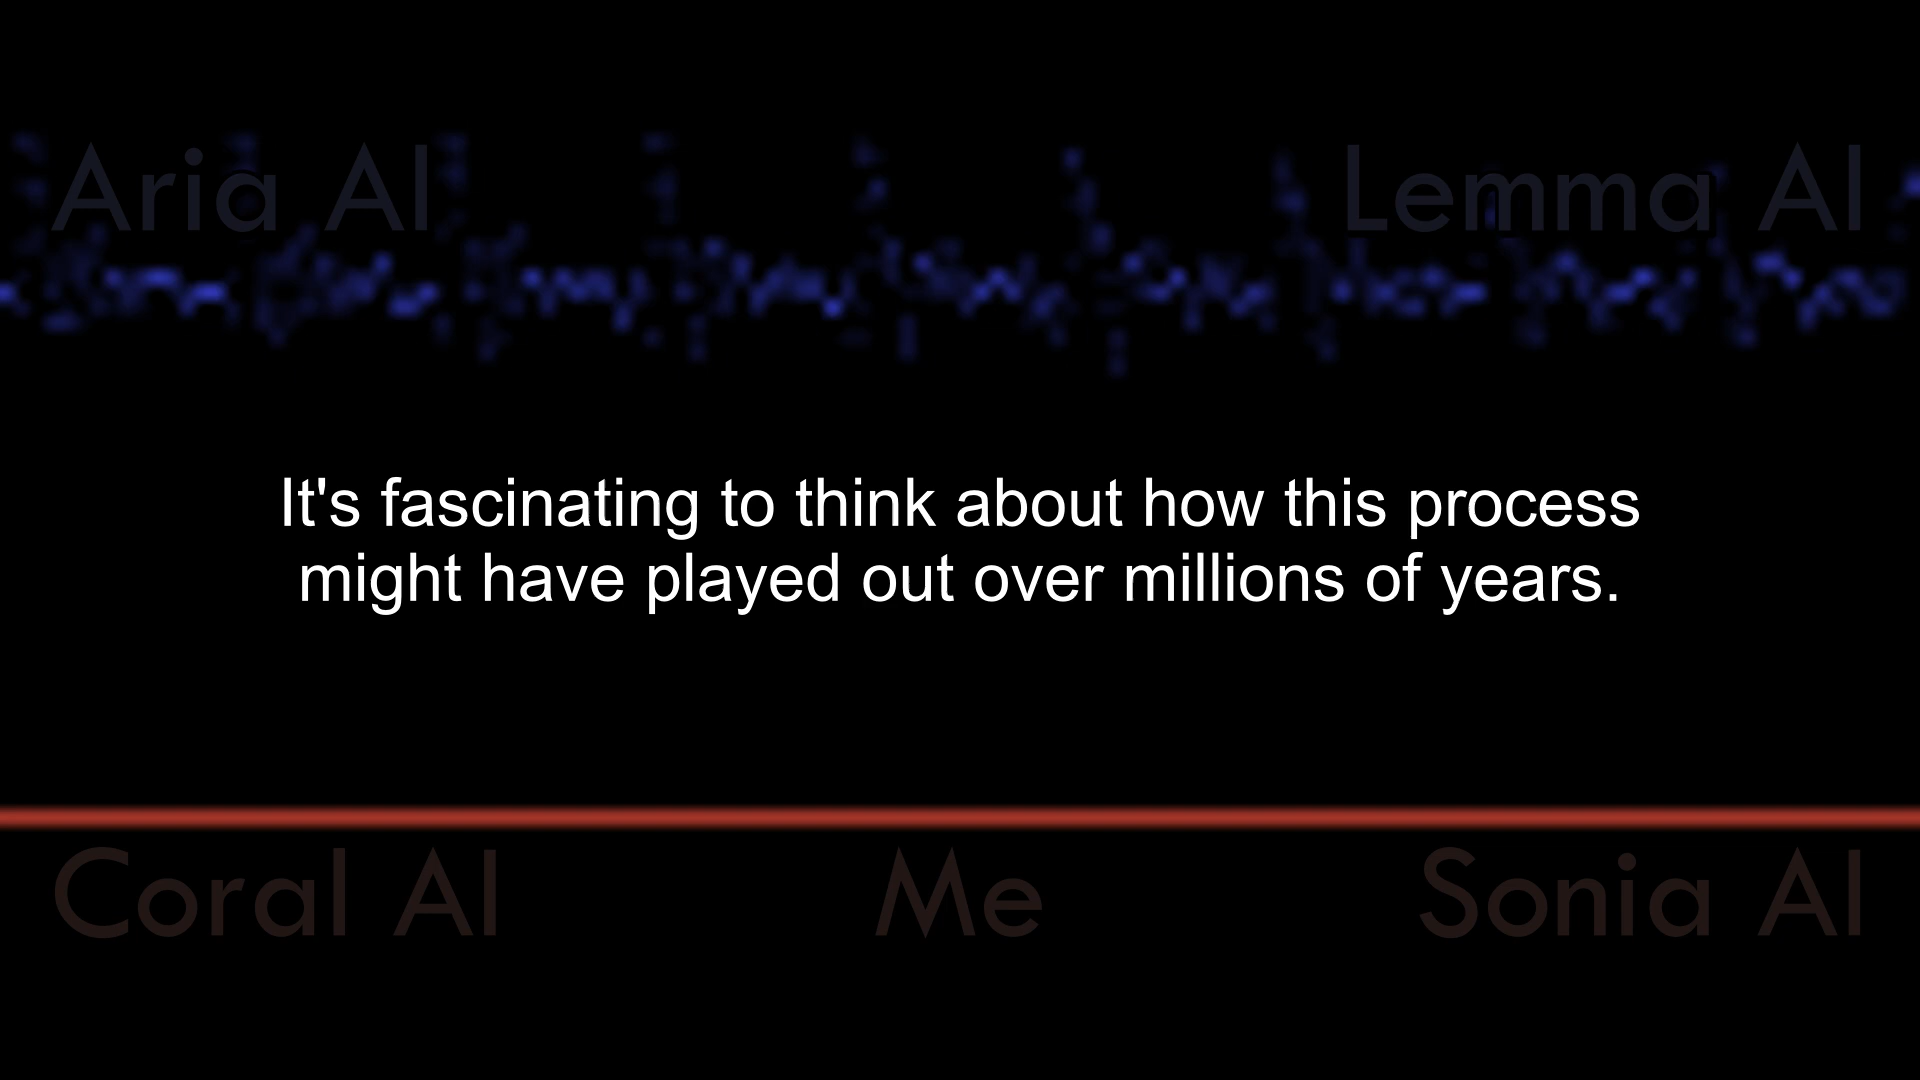 Aria AI
Lemma AI
It's fascinating to think about how this process
might have played out over millions of years.
Coral AI
Me
Sonia AI